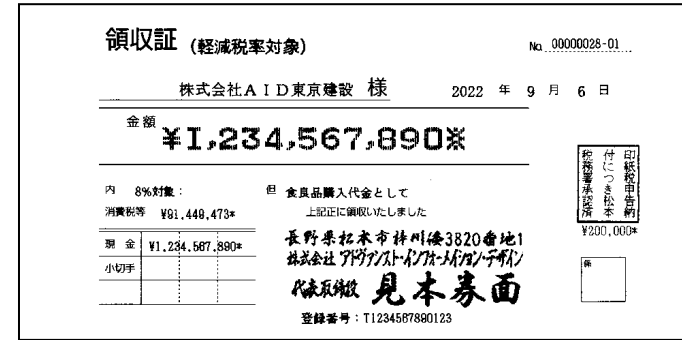 領収証 (軽減税率対象)
No. 00000028-01
株式会社AID東京建設 様
2022 年 9 月 6 日
金額 ¥1,234,567,890※
内 8%対象:
消費税等 ¥91,449,473*
但 食良品購入代金として
上記正に領収いたしました
現金 ¥1,234,567,890*
小切手
長野県松本市梓川倭3820番地1
株式会社 アドヴァンスト・インフォーメイション・デザイン
代表取締役 見本券面
登録番号:T1234567890123
印紙税申告納
付につき松本
税務署承認済
¥200,000*
係